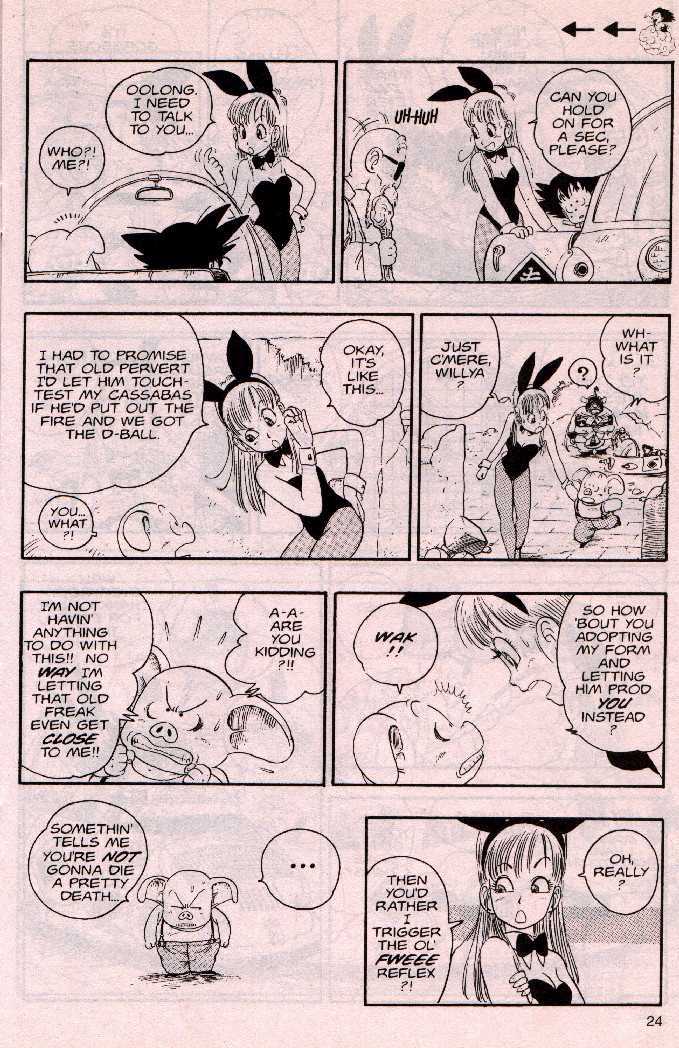 CAN YOU
HOLD
ON FOR
A SEC,
PLEASE?
UH-HUH
OOLONG.
I NEED
TO TALK
TO YOU...
WHO?!
ME?!
WH-
WHAT
IS IT
?
?
JUST
C'MERE,
WILLYA
?
OKAY,
IT'S
LIKE
THIS...
I HAD TO PROMISE
THAT OLD PERVERT
I'D LET HIM TOUCH-
TEST MY CASSABAS
IF HE'D PUT OUT THE
FIRE AND WE GOT
THE D-BALL.
YOU...
WHAT
?!
SO HOW
'BOUT YOU
ADOPTING
MY FORM
AND
LETTING
HIM PROD
YOU
INSTEAD
?
WAK
!!
A-A-
ARE
YOU
KIDDING
?!!
I'M NOT
HAVIN'
ANYTHING
TO DO WITH
THIS!! NO
WAY I'M
LETTING
THAT OLD
FREAK
EVEN GET
CLOSE
TO ME!!
OH,
REALLY
?
THEN
YOU'D
RATHER
I
TRIGGER
THE OL'
FWEEE
REFLEX
?!
...
SOMETHIN'
TELLS ME
YOU'RE NOT
GONNA DIE
A PRETTY
DEATH...
24